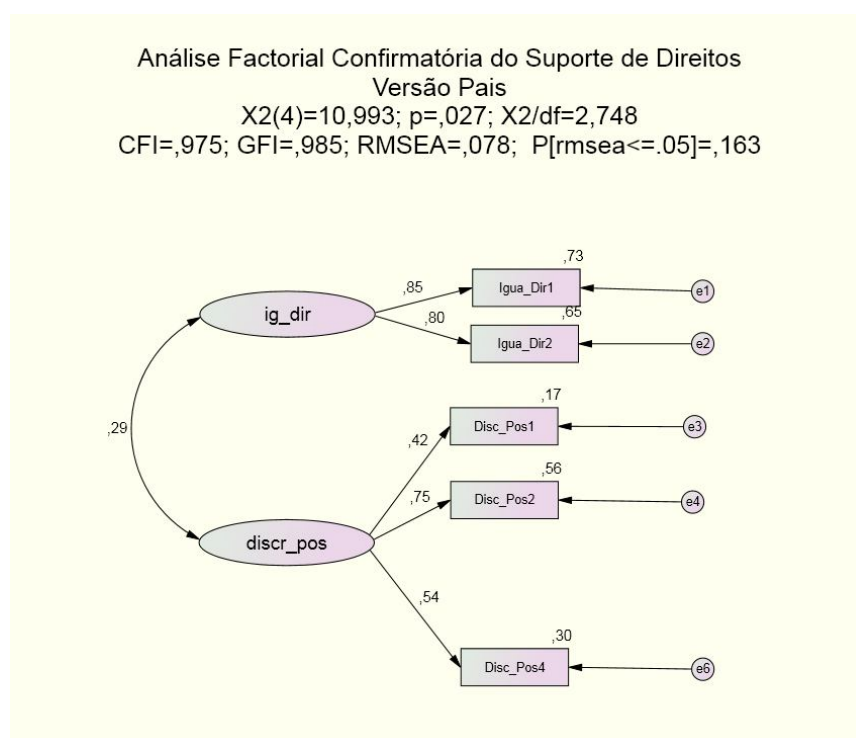 Análise Factorial Confirmatória do Suporte de Direitos
Versão Pais
X2(4)=10,993; p=,027; X2/df=2,748
CFI=,975; GFI=,985; RMSEA=,078;  P[rmsea<=.05]=,163
,73
,85
Igua_Dir1
e1
ig_dir
,65
,80
Igua_Dir2
e2
,17
,29
,42
Disc_Pos1
e3
,56
,75
Disc_Pos2
e4
discr_pos
,54
,30
Disc_Pos4
e6